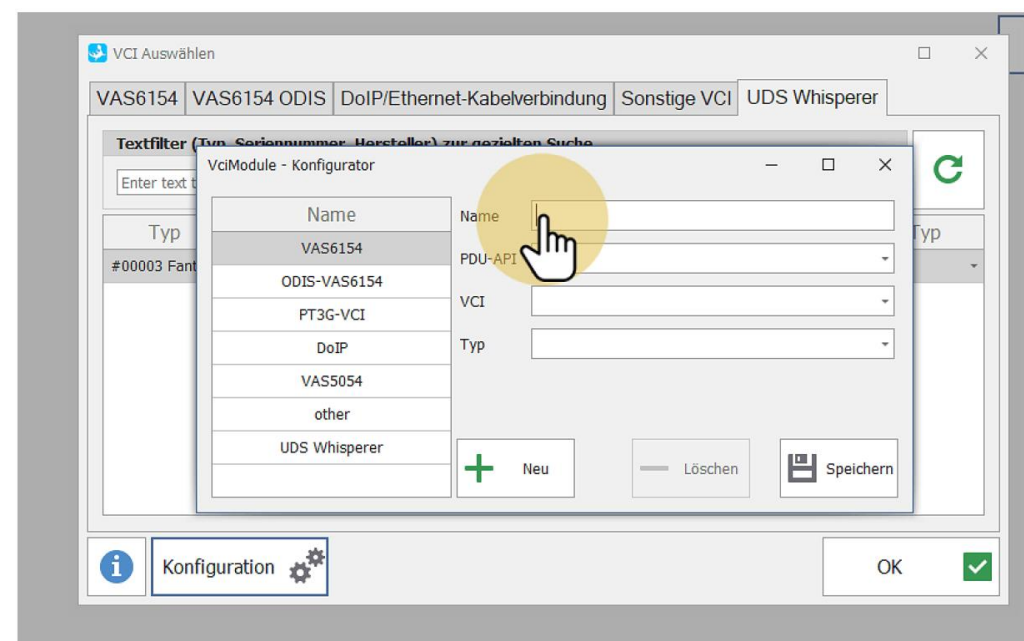 VCI Auswählen
VAS6154 VAS6154 ODIS DoIP/Ethernet-Kabelverbindung Sonstige VCI UDS Whisperer
Textfilter (Typ, Seriennummer, Hersteller) zur gezielten Suche
Enter text t
Typ
Typ
#00003 Fant
VciModule - Konfigurator
Name
VAS6154
ODIS-VAS6154
PT3G-VCI
DoIP
VAS5054
other
UDS Whisperer
Name
PDU-API
VCI
Typ
Neu
Löschen
Speichern
Konfiguration
OK